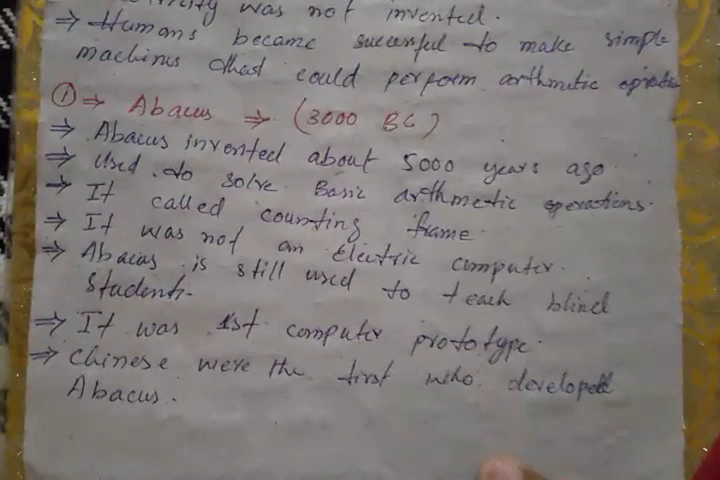 was not invented.
⇒ Humans became successful to make simple
machines that could perform arthmetic
① ⇒ Abacus ⇒ (3000 BC)
⇒ Abacus invented about 5000 years ago.
⇒ Used to solve Basic arthmetic operations.
⇒ It called counting frame.
⇒ It was not an Electric computer.
⇒ Abacus is still used to teach blind
students.
⇒ It was 1st computer prototype.
⇒ Chinese were the first who developed
Abacus.